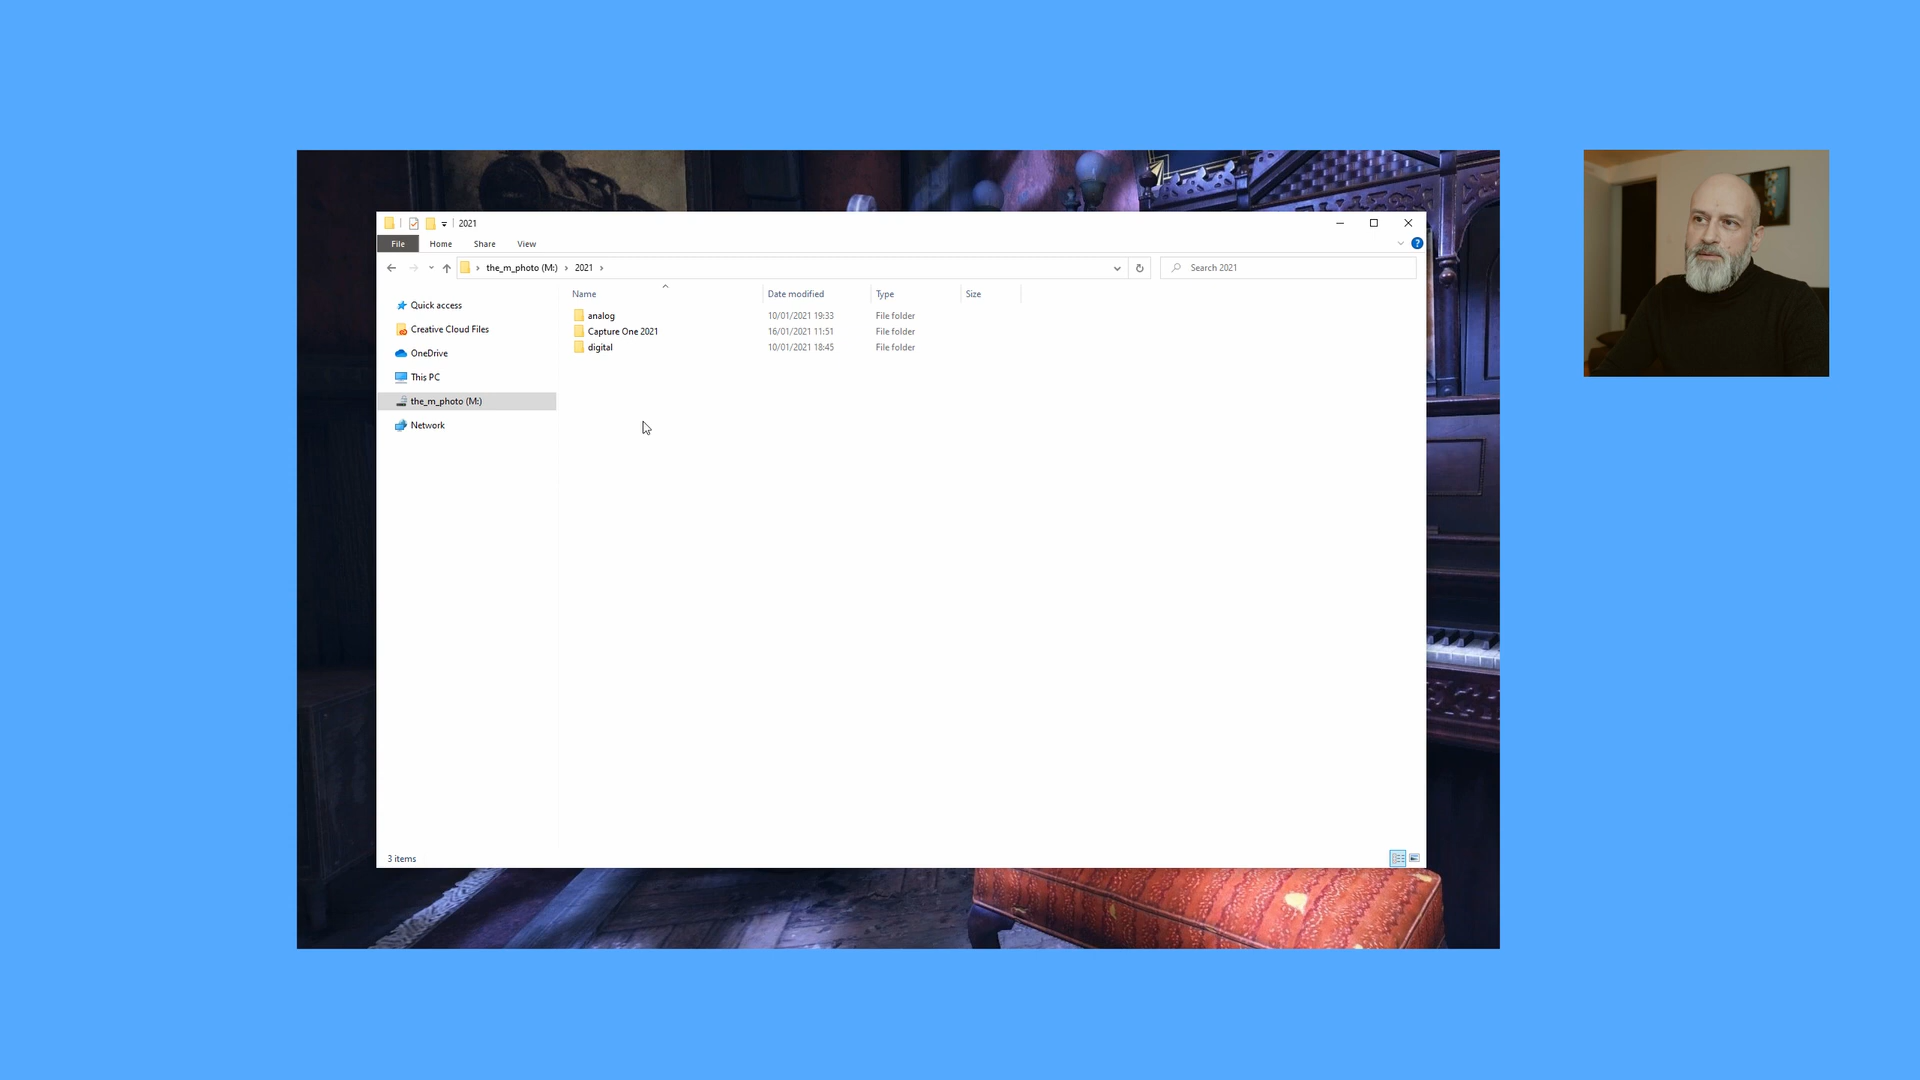 2021
File Home Share View
the_m_photo (M:) › 2021 ›
Search 2021
Name Date modified Type Size
Quick access
Creative Cloud Files
OneDrive
This PC
the_m_photo (M:)
Network
analog 10/01/2021 19:33 File folder
Capture One 2021 16/01/2021 11:51 File folder
digital 10/01/2021 18:45 File folder
3 items